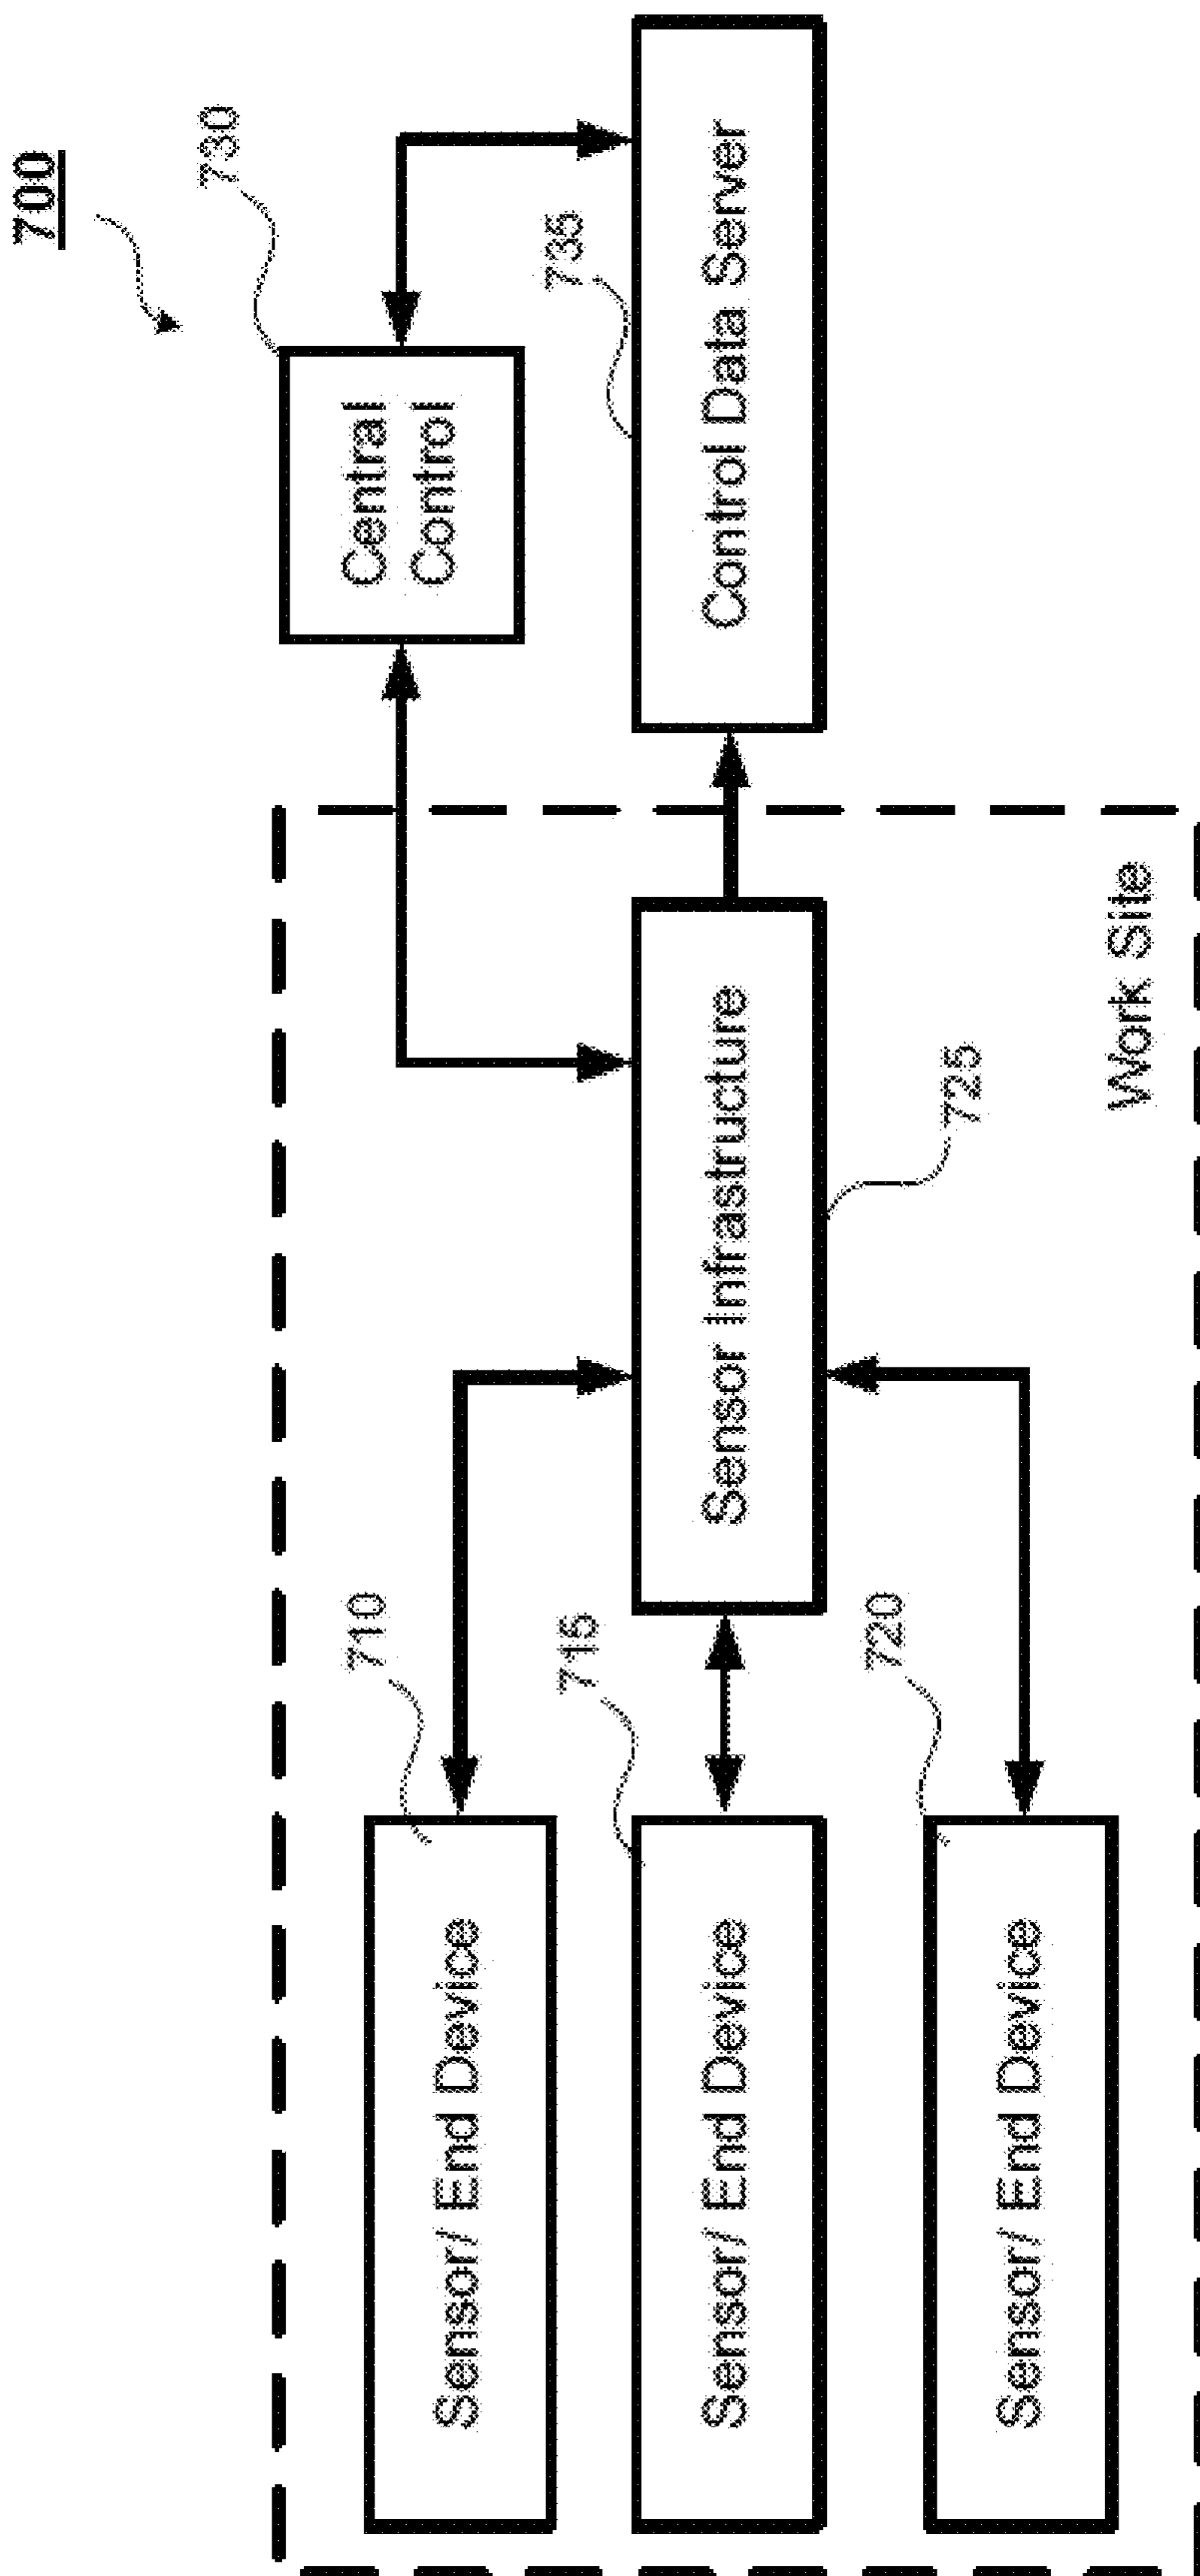 700
730
Central
Control
735
Control Data Server
710
Sensor/ End Device
715
Sensor/ End Device
Sensor Infrastructure
725
720
Sensor/ End Device
Work Site